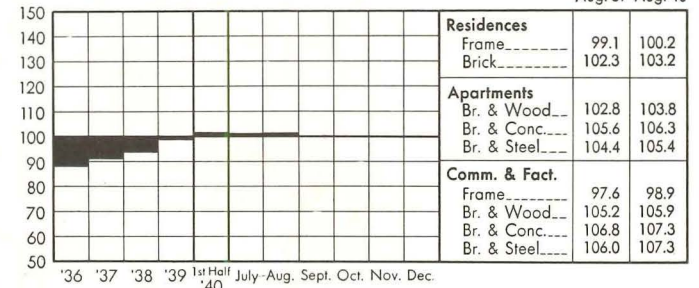 150
140
130
120
110
100
90
80
70
60
50
'36 '37 '38 '39 1st Half '40 July-Aug. Sept. Oct. Nov. Dec.
Residences
Frame 99.1 100.2
Brick 102.3 103.2
Apartments
Br. & Wood 102.8 103.8
Br. & Conc. 105.6 106.3
Br. & Steel 104.4 105.4
Comm. & Fact.
Frame 97.6 98.9
Br. & Wood 105.2 105.9
Br. & Conc. 106.8 107.3
Br. & Steel 106.0 107.3